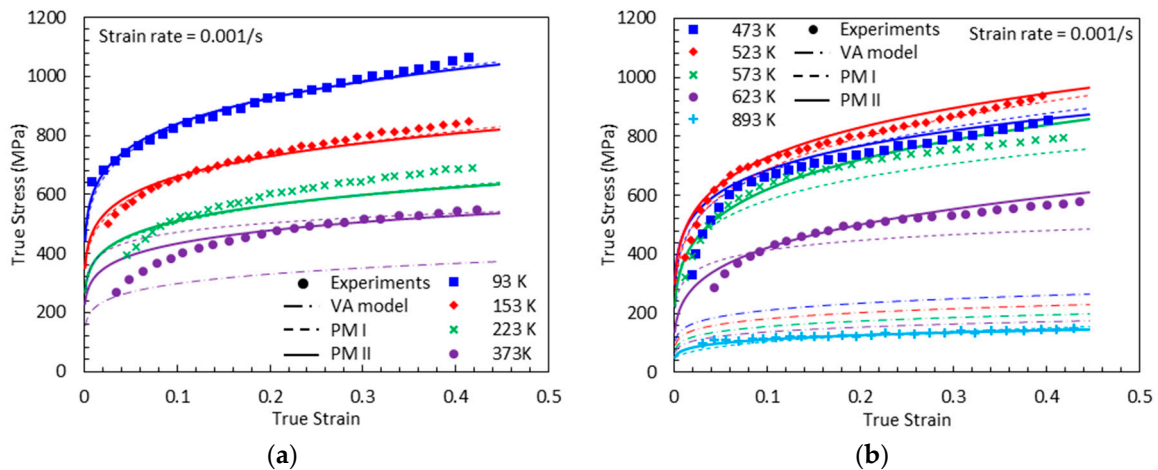 1200
1000
800
600
400
200
0
True Stress (MPa)
Strain rate = 0.001/s
Experiments
VA model
PM I
PM II
93 K
153 K
223 K
373K
0 0.1 0.2 0.3 0.4 0.5
True Strain
(a)
1200
1000
800
600
400
200
0
True Stress (MPa)
473 K
523 K
573 K
623 K
893 K
Experiments
VA model
PM I
PM II
Strain rate = 0.001/s
0 0.1 0.2 0.3 0.4 0.5
True Strain
(b)